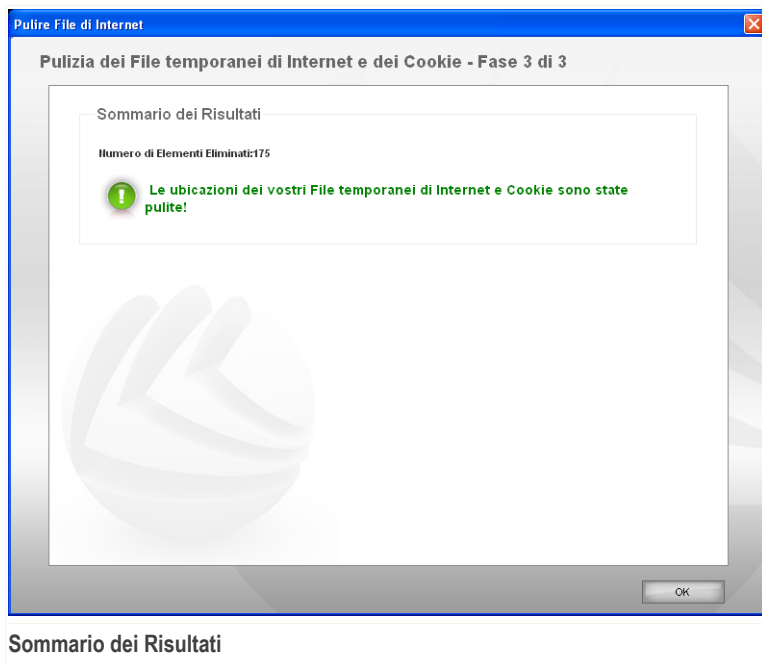 Pulire File di Internet
Pulizia dei File temporanei di Internet e dei Cookie - Fase 3 di 3
Sommario dei Risultati
Numero di Elementi Eliminati:175
Le ubicazioni dei vostri File temporanei di Internet e Cookie sono state
pulite!
OK
Sommario dei Risultati